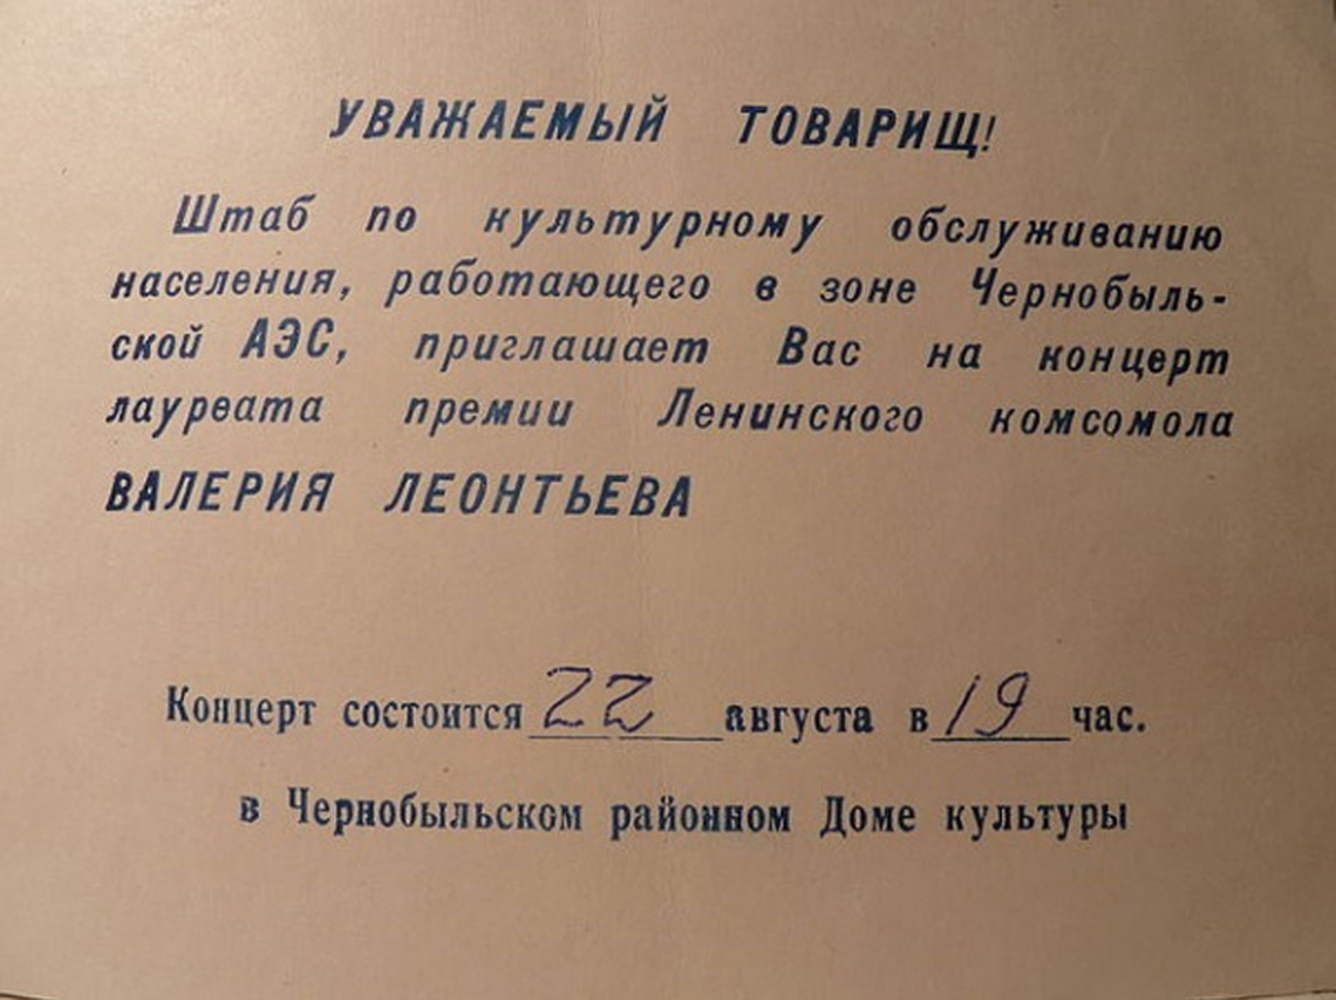 УВАЖАЕМЫЙ ТОВАРИЩ!
Штаб по культурному обслуживанию
населения, работающего в зоне Чернобыль-
ской АЭС, приглашает Вас на концерт
лауреата премии Ленинского комсомола
ВАЛЕРИЯ ЛЕОНТЬЕВА
Концерт состоится 22 августа в 19 час.
в Чернобыльском районном Доме культуры